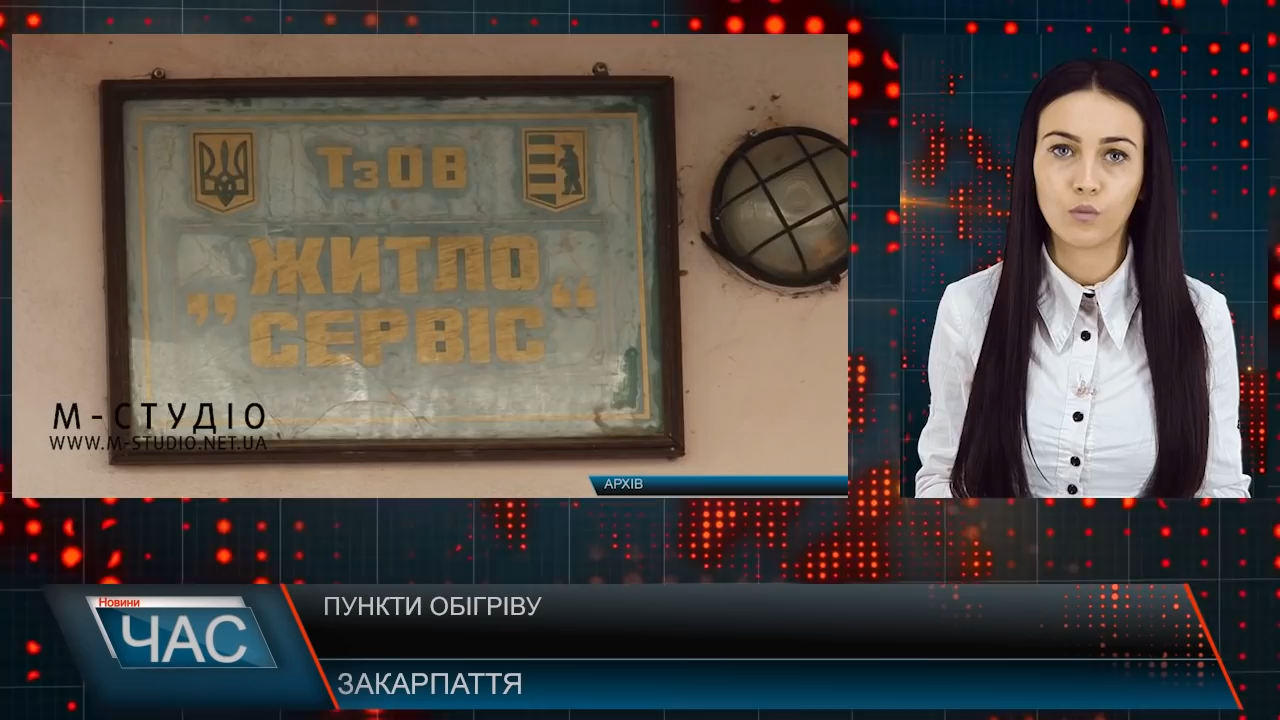 ТзОВ
ЖИТЛО
„СЕРВІС“
М-СТУДІО
WWW.M-STUDIO.NET.UA
АРХІВ
Новини
ЧАС
ПУНКТИ ОБІГРІВУ
ЗАКАРПАТТЯ